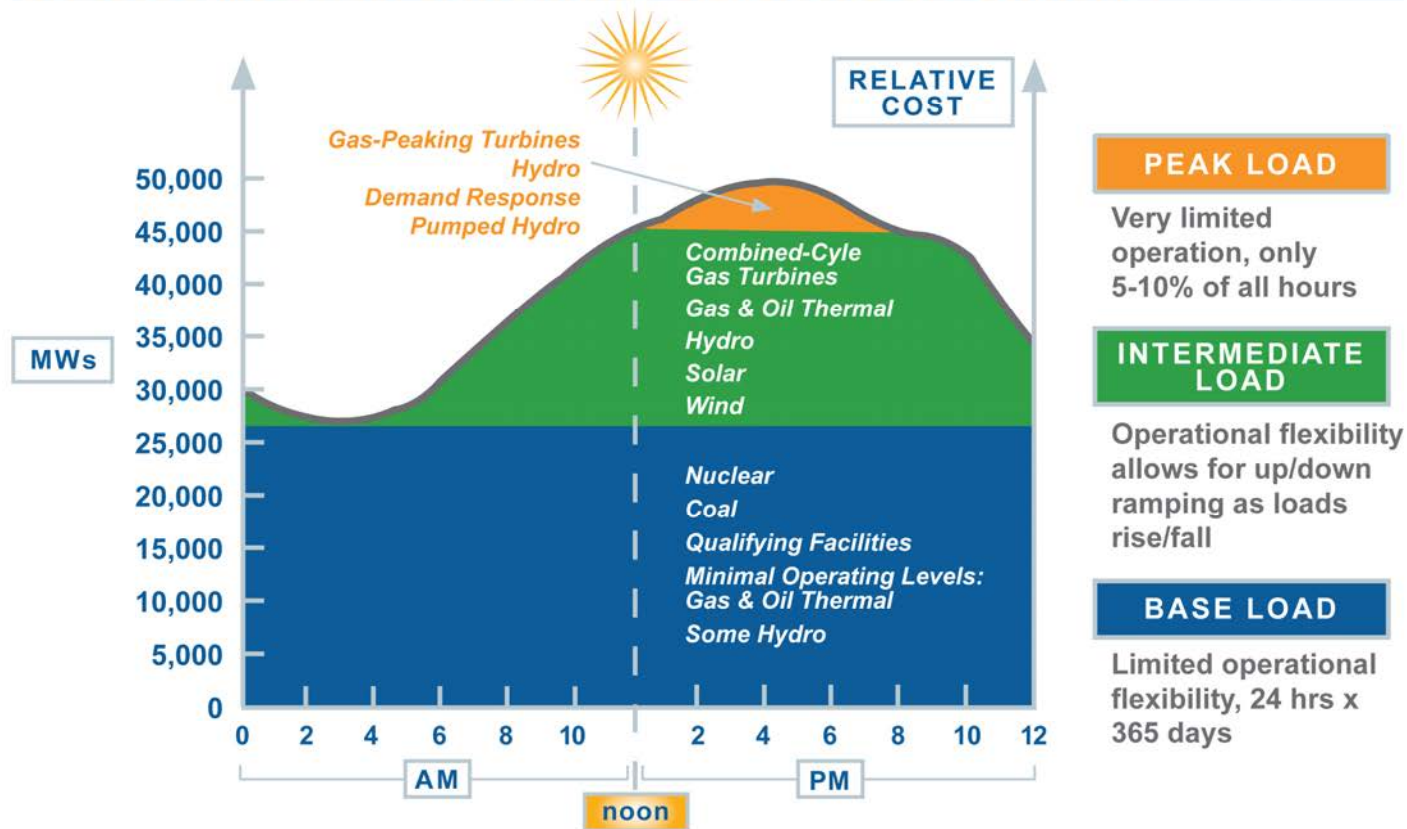 RELATIVE
COST
Gas-Peaking Turbines
Hydro
Demand Response
Pumped Hydro
MWs
50,000
45,000
40,000
35,000
30,000
25,000
20,000
15,000
10,000
5,000
0
Combined-Cyle
Gas Turbines
Gas & Oil Thermal
Hydro
Solar
Wind
Nuclear
Coal
Qualifying Facilities
Minimal Operating Levels:
Gas & Oil Thermal
Some Hydro
0 2 4 6 8 10 2 4 6 8 10 12
AM
PM
noon
PEAK LOAD
Very limited
operation, only
5-10% of all hours
INTERMEDIATE
LOAD
Operational flexibility
allows for up/down
ramping as loads
rise/fall
BASE LOAD
Limited operational
flexibility, 24 hrs x
365 days